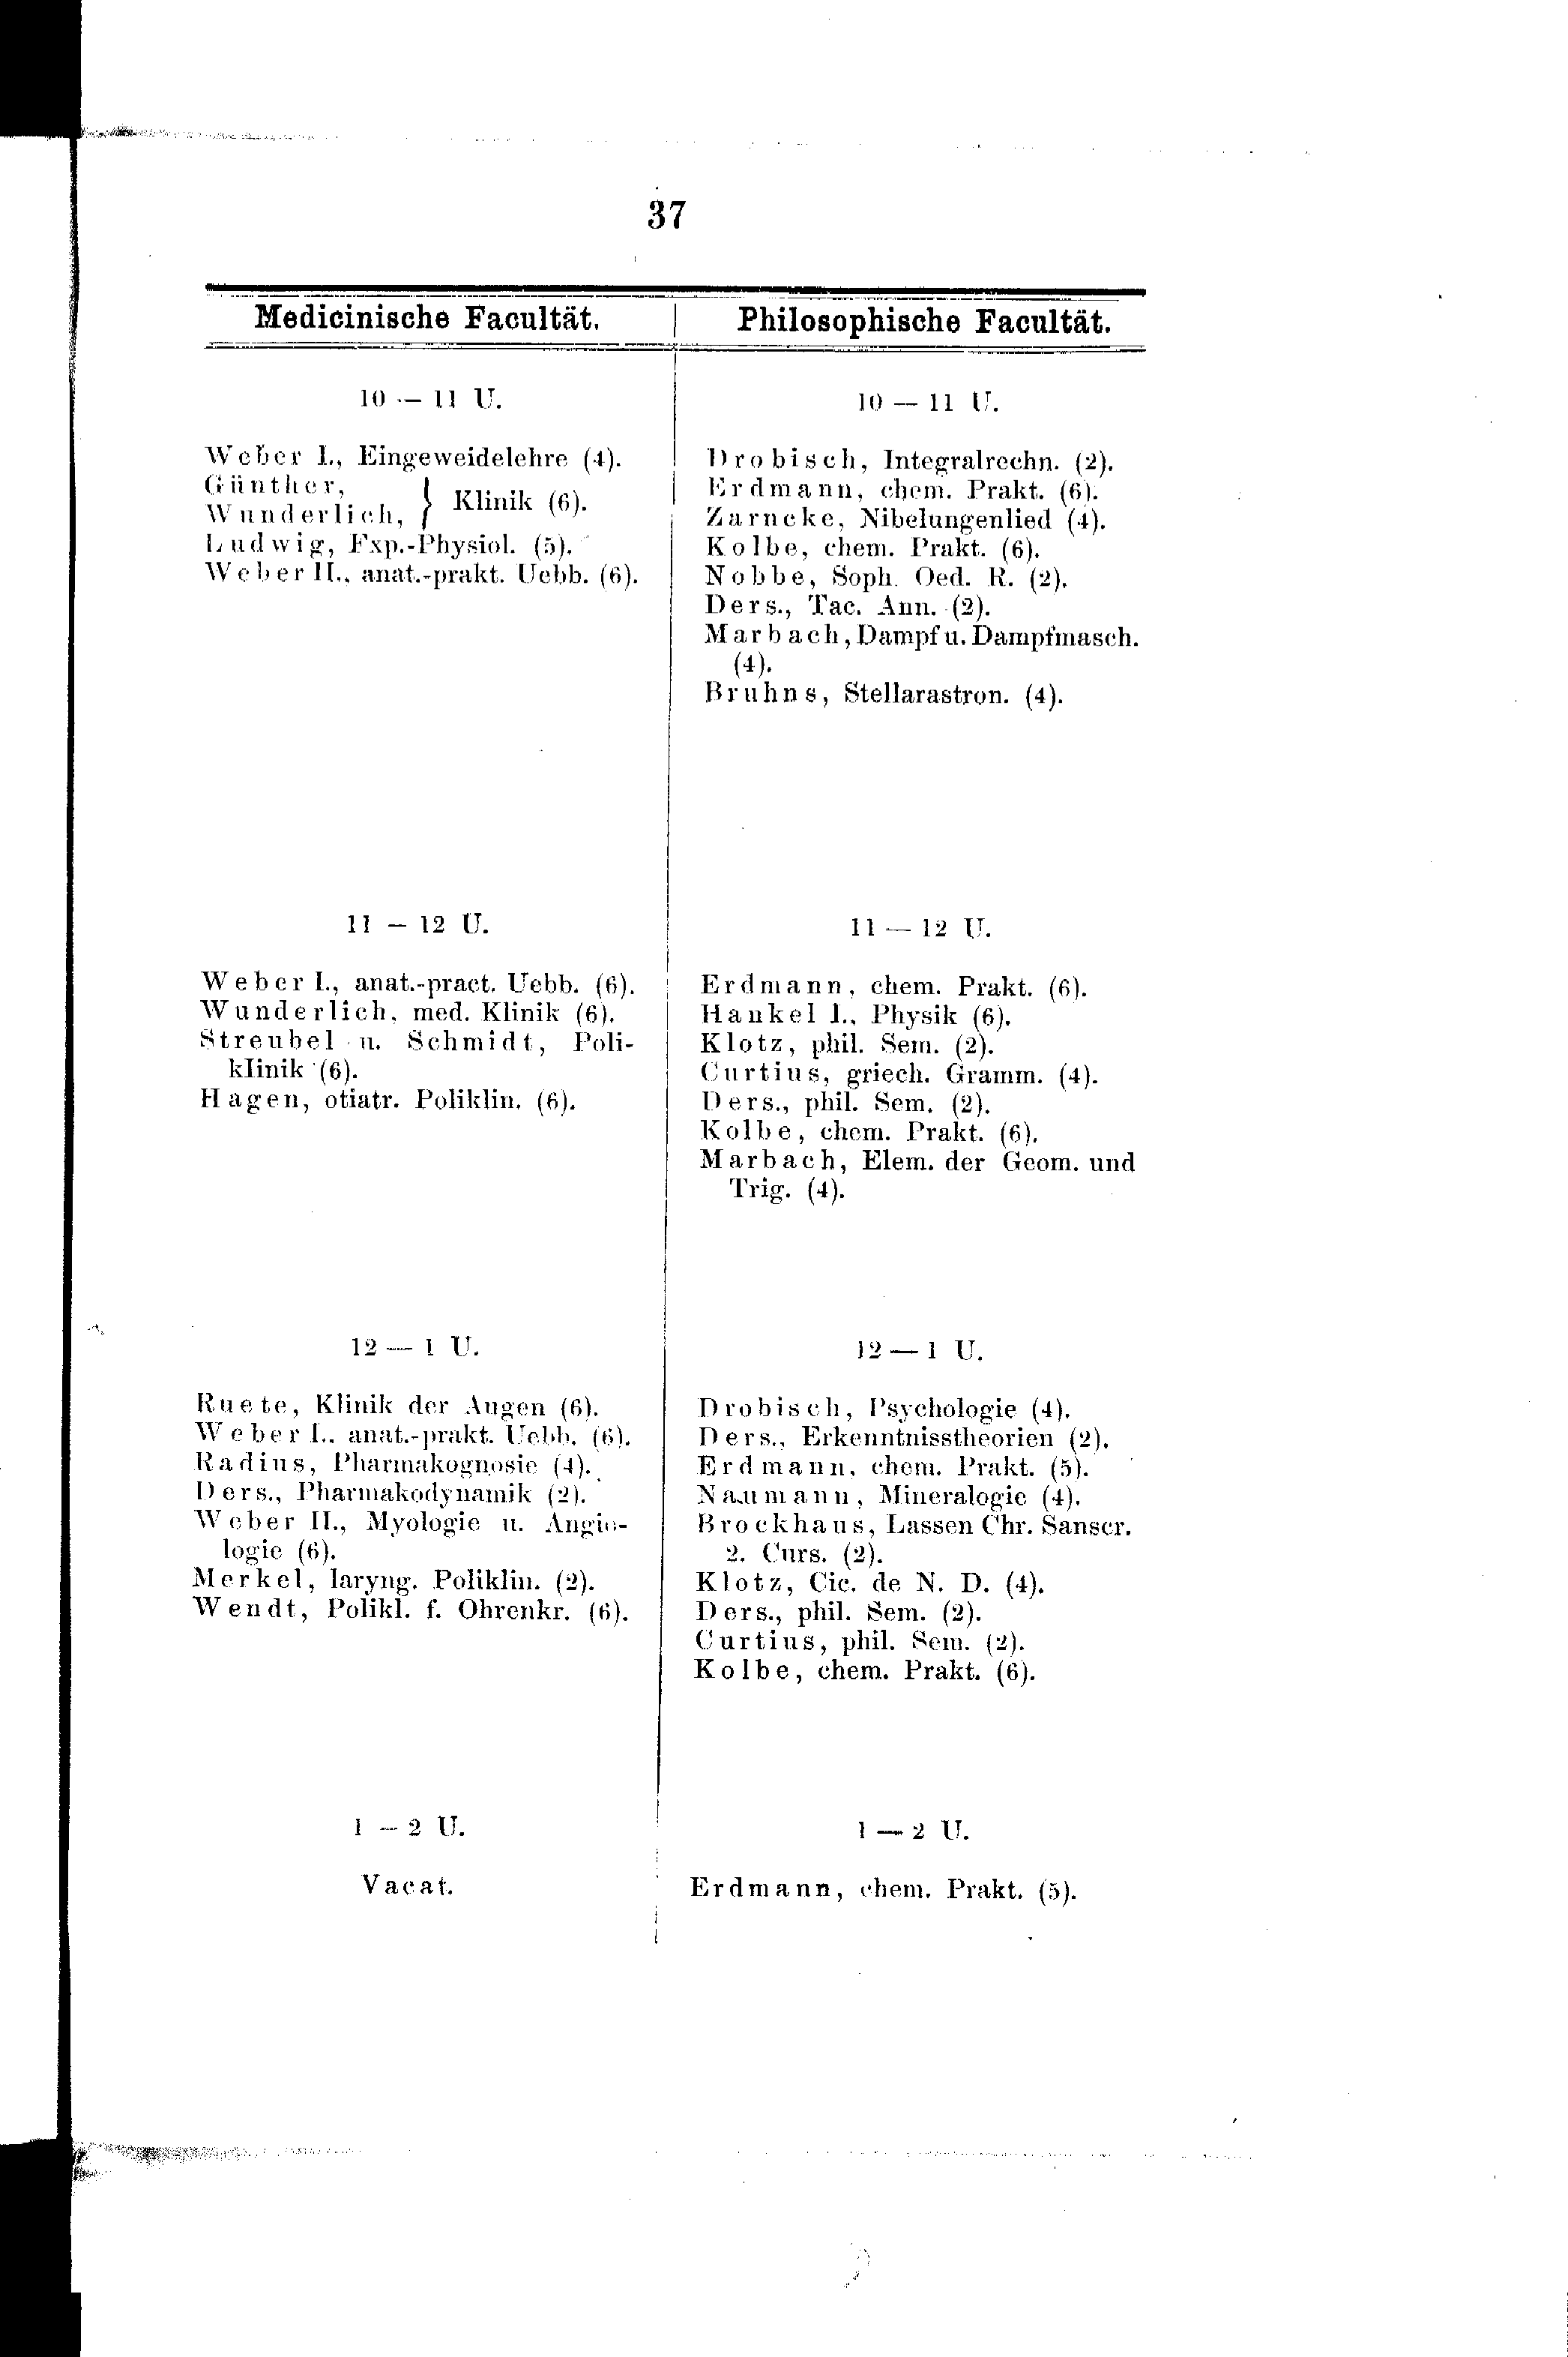 37
Medicinische Facultät.
10 — 11 U.
Weber I., Eingeweidelehre (4).
Günther,
Wunderlich, } Klinik (6).
Ludwig, Exp.-Physiol. (5).
Weber II., anat.-prakt. Uebb. (6).
11 — 12 U.
Weber I., anat.-pract. Uebb. (6).
Wunderlich, med. Klinik (6).
Streubel u. Schmidt, Poli-
klinik (6).
Hagen, otiatr. Poliklin. (6).
12 — 1 U.
Ruete, Klinik der Augen (6).
Weber I., anat.-prakt. Uebb. (6).
Radius, Pharmakognosie (4).
Ders., Pharmakodynamik (2).
Weber II., Myologie u. Angio-
logie (6).
Merkel, laryng. Poliklin. (2).
Wendt, Polikl. f. Ohrenkr. (6).
1 — 2 U.
Vacat.
Philosophische Facultät.
10 — 11 U.
Drobisch, Integralrechn. (2).
Erdmann, chem. Prakt. (6).
Zarncke, Nibelungenlied (4).
Kolbe, chem. Prakt. (6).
Nobbe, Soph. Oed. R. (2).
Ders., Tac. Ann. (2).
Marbach, Dampf u. Dampfmasch.
(4).
Bruhns, Stellarastron. (4).
11 — 12 U.
Erdmann, chem. Prakt. (6).
Hankel I., Physik (6).
Klotz, phil. Sem. (2).
Curtius, griech. Gramm. (4).
Ders., phil. Sem. (2).
Kolbe, chem. Prakt. (6).
Marbach, Elem. der Geom. und
Trig. (4).
12 — 1 U.
Drobisch, Psychologie (4).
Ders., Erkenntnisstheorien (2).
Erdmann, chem. Prakt. (5).
Naumann, Mineralogie (4).
Brockhaus, Lassen Chr. Sanscr.
2. Curs. (2).
Klotz, Cic. de N. D. (4).
Ders., phil. Sem. (2).
Curtius, phil. Sem. (2).
Kolbe, chem. Prakt. (6).
1 — 2 U.
Erdmann, chem. Prakt. (5).